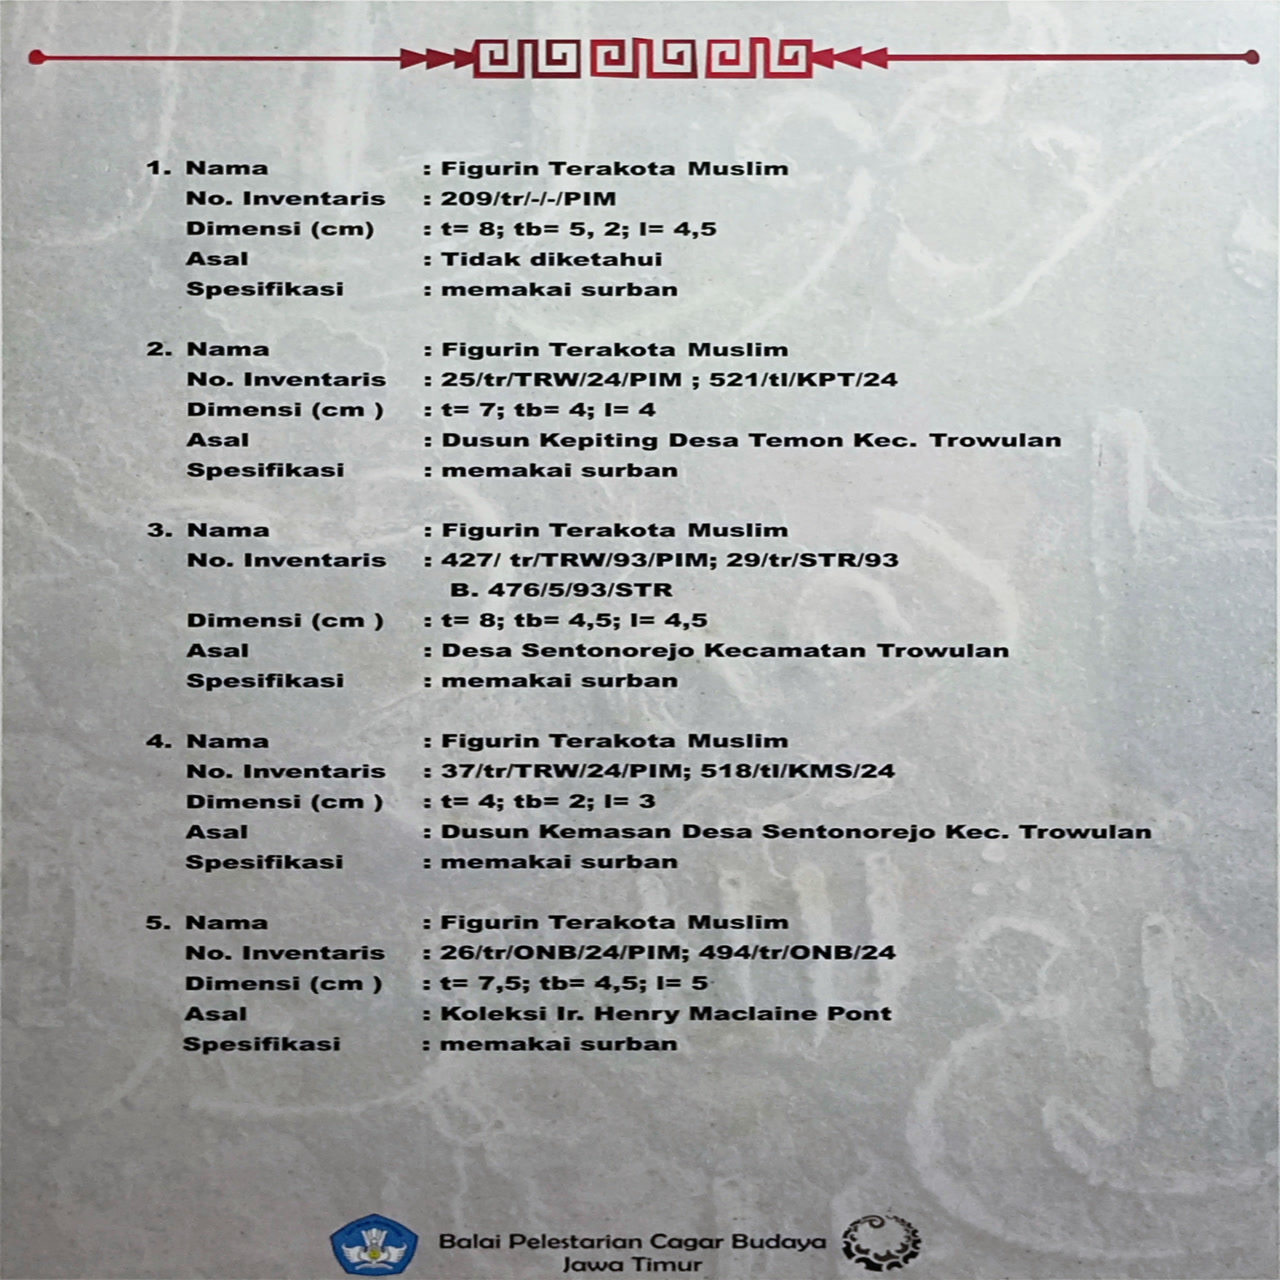 1. Nama : Figurin Terakota Muslim
No. Inventaris : 209/tr/-/-/PIM
Dimensi (cm) : t= 8; tb= 5, 2; l= 4,5
Asal : Tidak diketahui
Spesifikasi : memakai surban
2. Nama : Figurin Terakota Muslim
No. Inventaris : 25/tr/TRW/24/PIM ; 521/tl/KPT/24
Dimensi (cm ) : t= 7; tb= 4; l= 4
Asal : Dusun Kepiting Desa Temon Kec. Trowulan
Spesifikasi : memakai surban
3. Nama : Figurin Terakota Muslim
No. Inventaris : 427/ tr/TRW/93/PIM; 29/tr/STR/93
B. 476/5/93/STR
Dimensi (cm ) : t= 8; tb= 4,5; l= 4,5
Asal : Desa Sentonorejo Kecamatan Trowulan
Spesifikasi : memakai surban
4. Nama : Figurin Terakota Muslim
No. Inventaris : 37/tr/TRW/24/PIM; 518/tl/KMS/24
Dimensi (cm ) : t= 4; tb= 2; l= 3
Asal : Dusun Kemasan Desa Sentonorejo Kec. Trowulan
Spesifikasi : memakai surban
5. Nama : Figurin Terakota Muslim
No. Inventaris : 26/tr/ONB/24/PIM; 494/tr/ONB/24
Dimensi (cm ) : t= 7,5; tb= 4,5; l= 5
Asal : Koleksi Ir. Henry Maclaine Pont
Spesifikasi : memakai surban
Balai Pelestarian Cagar Budaya
Jawa Timur